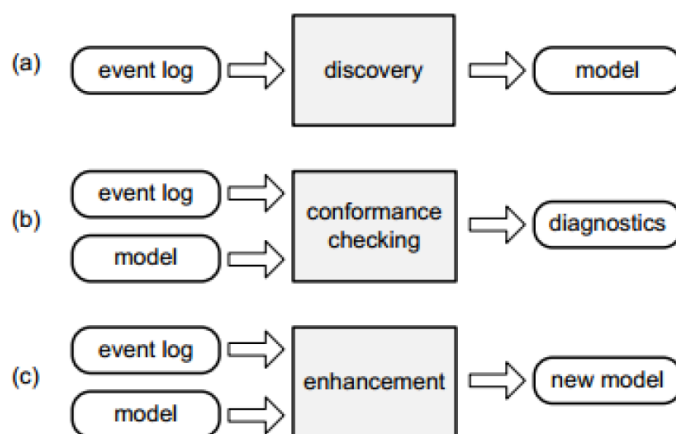 (a)
event log
discovery
model
(b)
event log
model
conformance
checking
diagnostics
(c)
event log
model
enhancement
new model